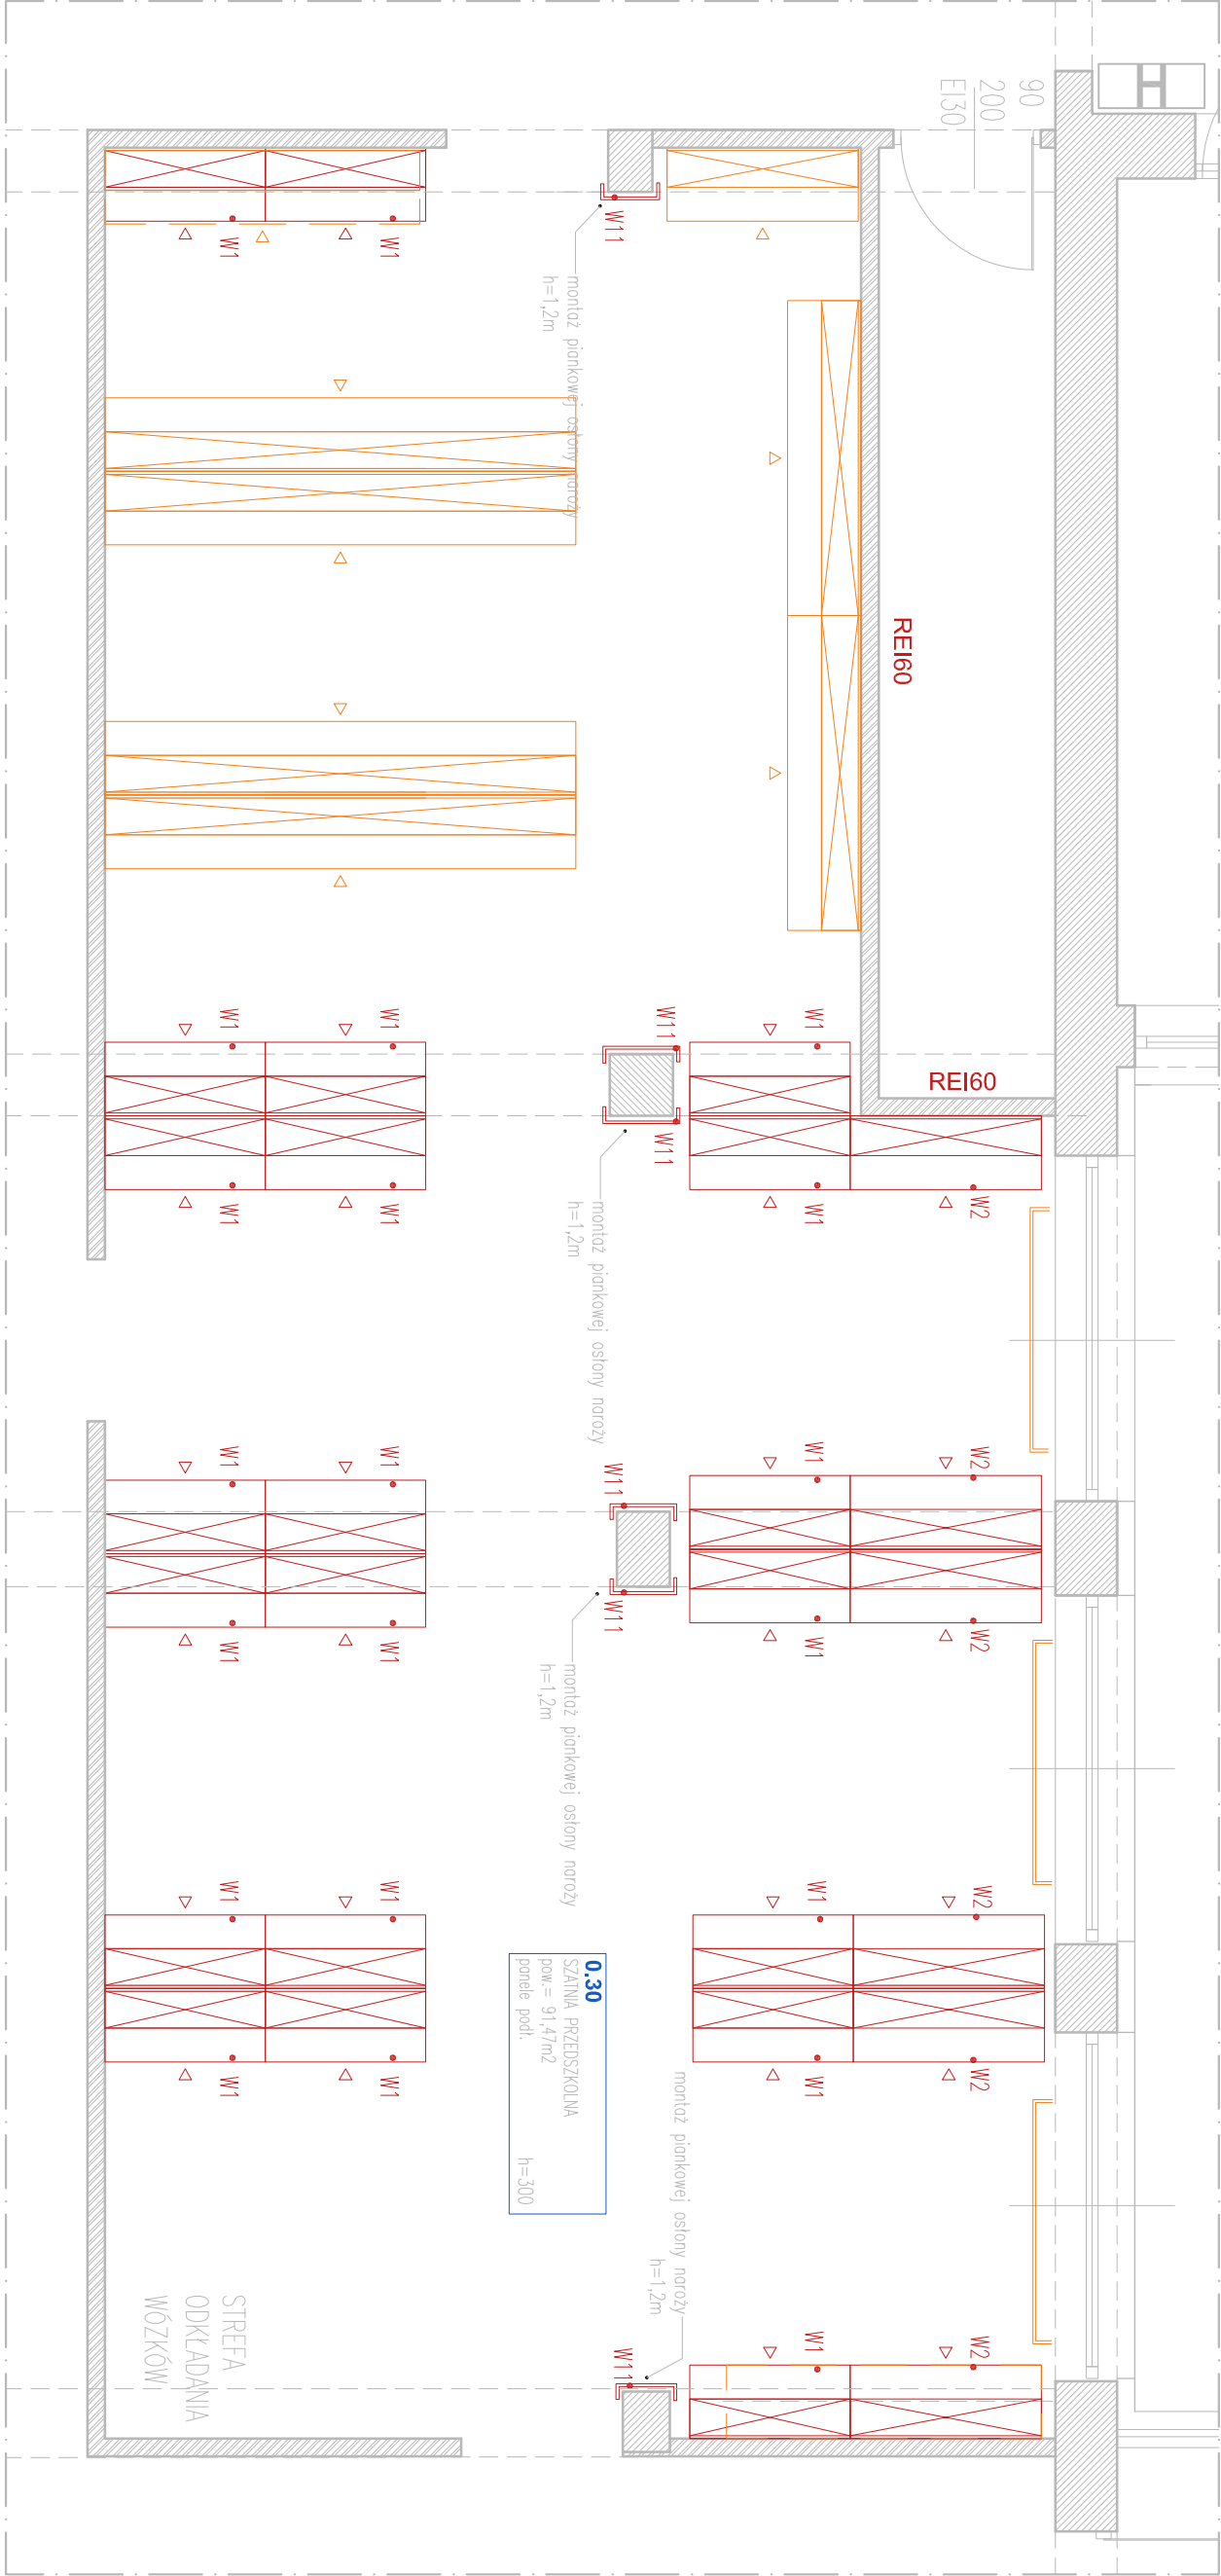 90
200
EI30
H
W1
W1
W11
montaż piankowej osłony naroży
h=1,2m
REI60
REI60
W1
W1
W11
W1
W1
W1
W11
W1
W2
montaż piankowej osłony naroży
h=1,2m
W1
W1
W11
W1
W2
W1
W1
W11
W1
W2
montaż piankowej osłony naroży
h=1,2m
W1
W1
W1
W2
W1
W1
W1
W2
0.30
SZATNIA PRZEDSZKOLNA
pow.= 91,47m2
panele podł.
h=300
montaż piankowej osłony naroży
h=1,2m
STREFA
ODKŁADANIA
WÓZKÓW
W11
W1
W2